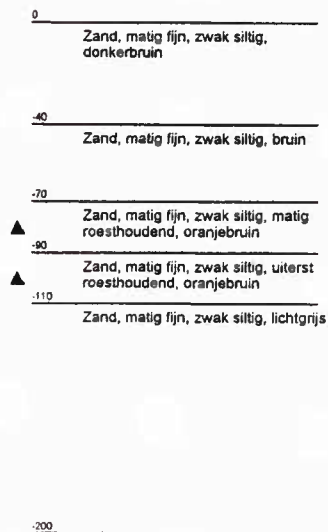 0
Zand, matig fijn, zwak siltig,
donkerbruin
-40
Zand, matig fijn, zwak siltig, bruin
-70
Zand, matig fijn, zwak siltig, matig
roesthoudend, oranjebruin
-90
Zand, matig fijn, zwak siltig, uiterst
roesthoudend, oranjebruin
-110
Zand, matig fijn, zwak siltig, lichtgrijs
-200